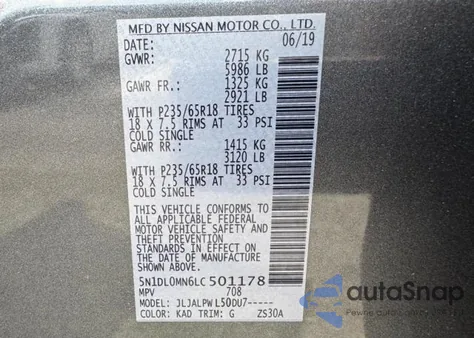 MFD BY NISSAN MOTOR CO., LTD.
DATE: 06/19
GVWR: 2715 KG
5986 LB
GAWR FR.: 1325 KG
2921 LB
WITH P235/65R18 TIRES
18 X 7.5 RIMS AT 33 PSI
COLD SINGLE
GAWR RR.: 1415 KG
3120 LB
WITH P235/65R18 TIRES
18 X 7.5 RIMS AT 33 PSI
COLD SINGLE
THIS VEHICLE CONFORMS TO
ALL APPLICABLE FEDERAL
MOTOR VEHICLE SAFETY AND
THEFT PREVENTION
STANDARDS IN EFFECT ON
THE DATE OF MANUFACTURE
SHOWN ABOVE.
5N1DL0MN6LC501178
MPV 708
MODEL: JLJALPWL50DU7-----
COLOR: KAD TRIM: G ZS30A
autoSnap
Pewne auto z